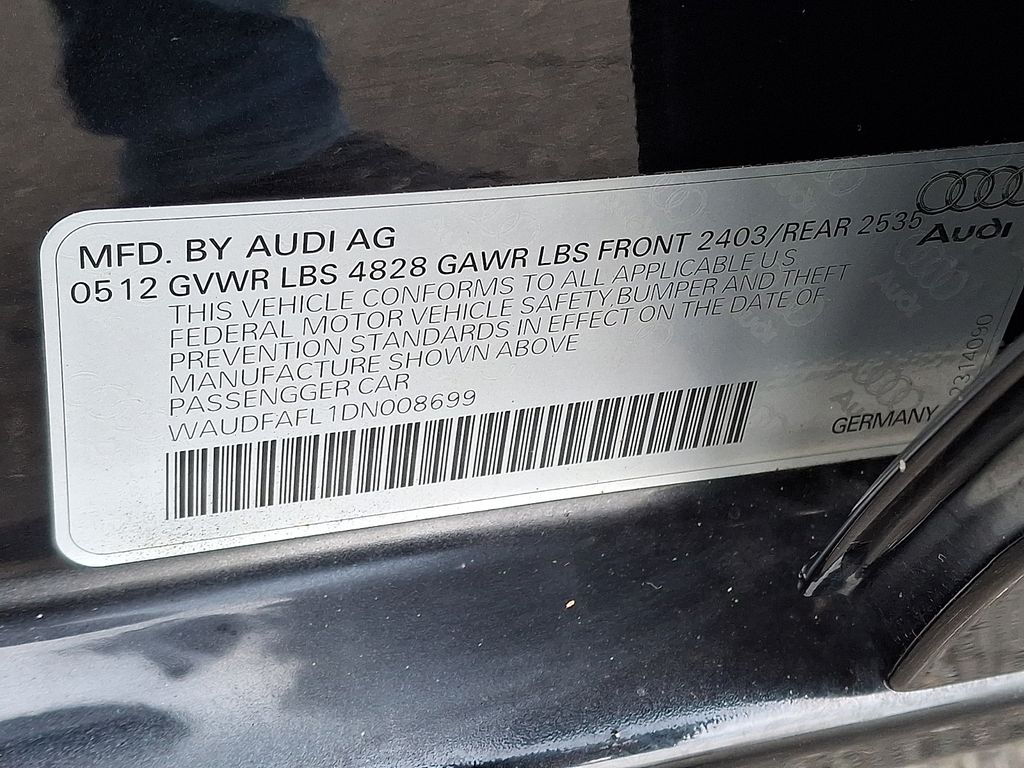 MFD. BY AUDI AG
0512 GVWR LBS 4828 GAWR LBS FRONT 2403/REAR 2535
THIS VEHICLE CONFORMS TO ALL APPLICABLE U S
FEDERAL MOTOR VEHICLE SAFETY,BUMPER AND THEFT
PREVENTION STANDARDS IN EFFECT ON THE DATE OF
MANUFACTURE SHOWN ABOVE
PASSENGGER CAR
WAUDFAFL1DN008699
Audi
GERMANY